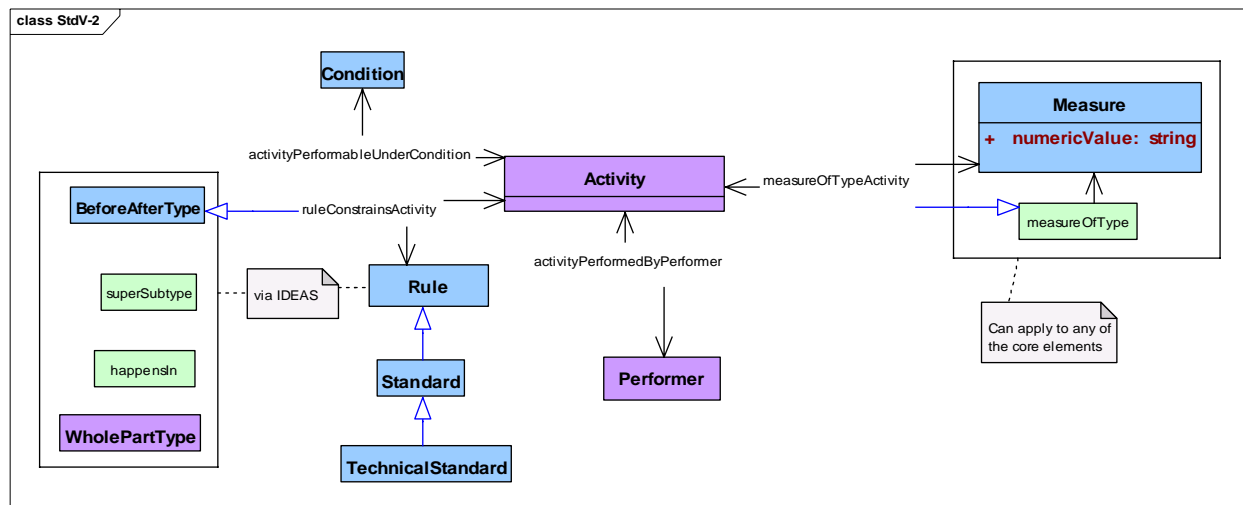 class StdV-2
Condition
Measure
+ numericValue: string
activityPerformableUnderCondition
Activity
measureOfTypeActivity
BeforeAfterType
ruleConstrainsActivity
measureOfType
activityPerformedByPerformer
superSubtype
via IDEAS
Rule
Can apply to any of
the core elements
happensIn
Standard
Performer
WholePartType
TechnicalStandard